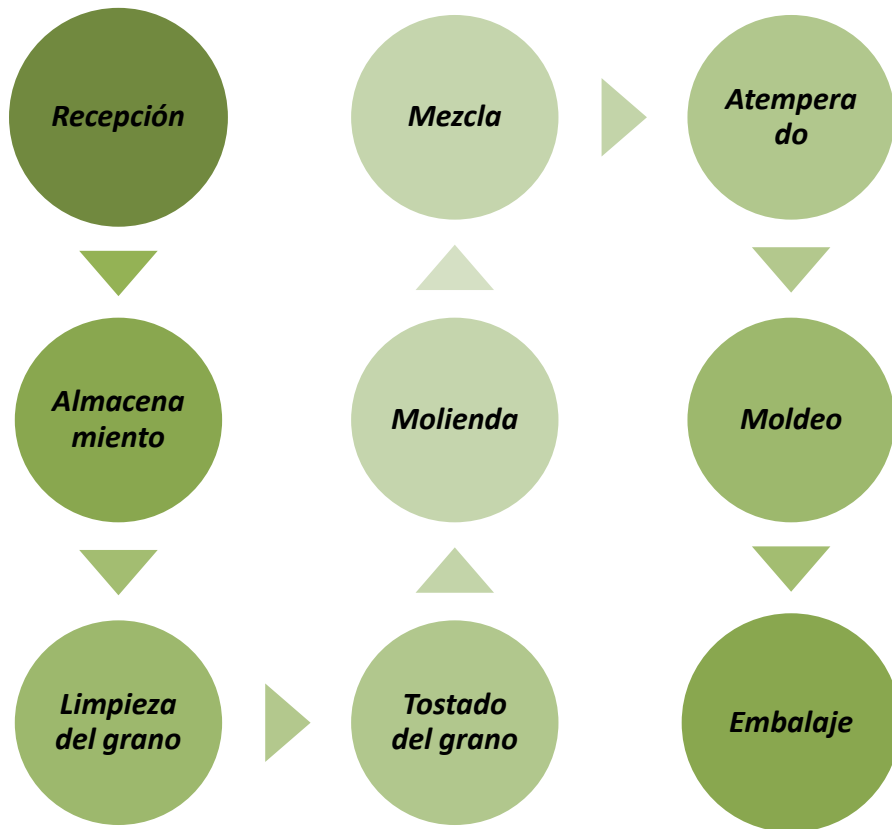 Recepción
Almacena
miento
Limpieza
del grano
Tostado
del grano
Molienda
Mezcla
Atempera
do
Moldeo
Embalaje